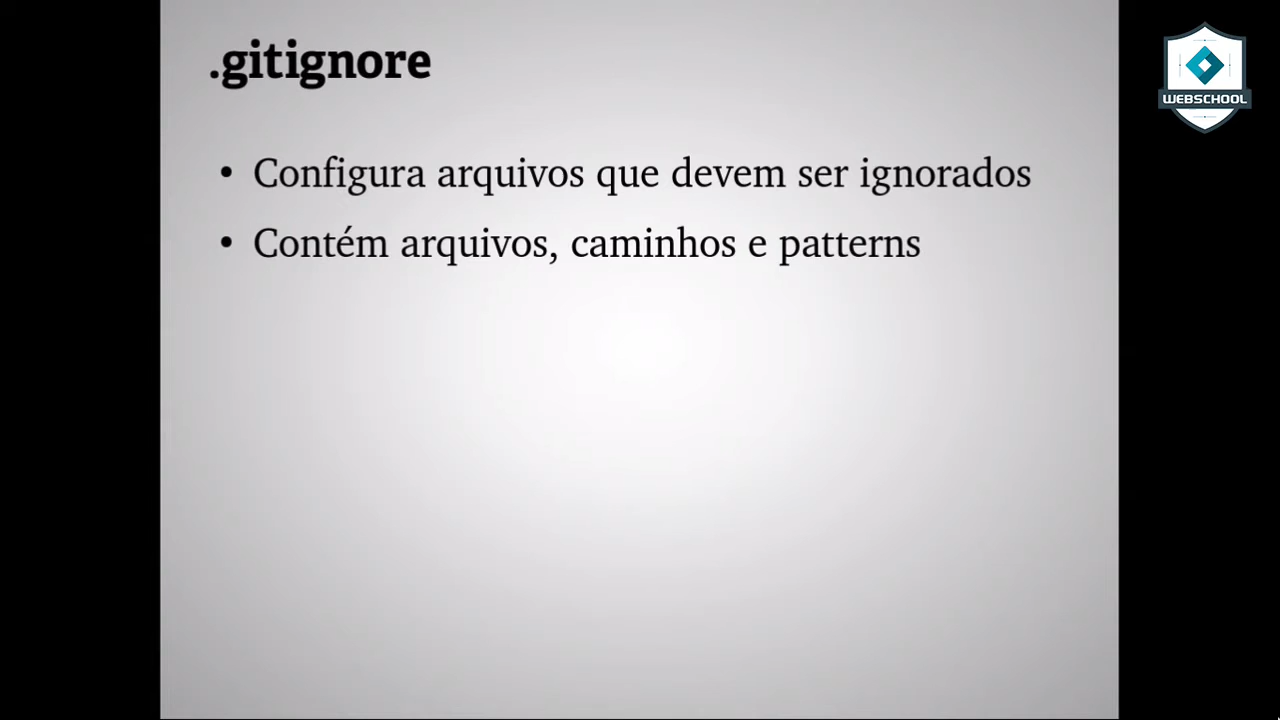 .gitignore
WEBSCHOOL
• Configura arquivos que devem ser ignorados
• Contém arquivos, caminhos e patterns